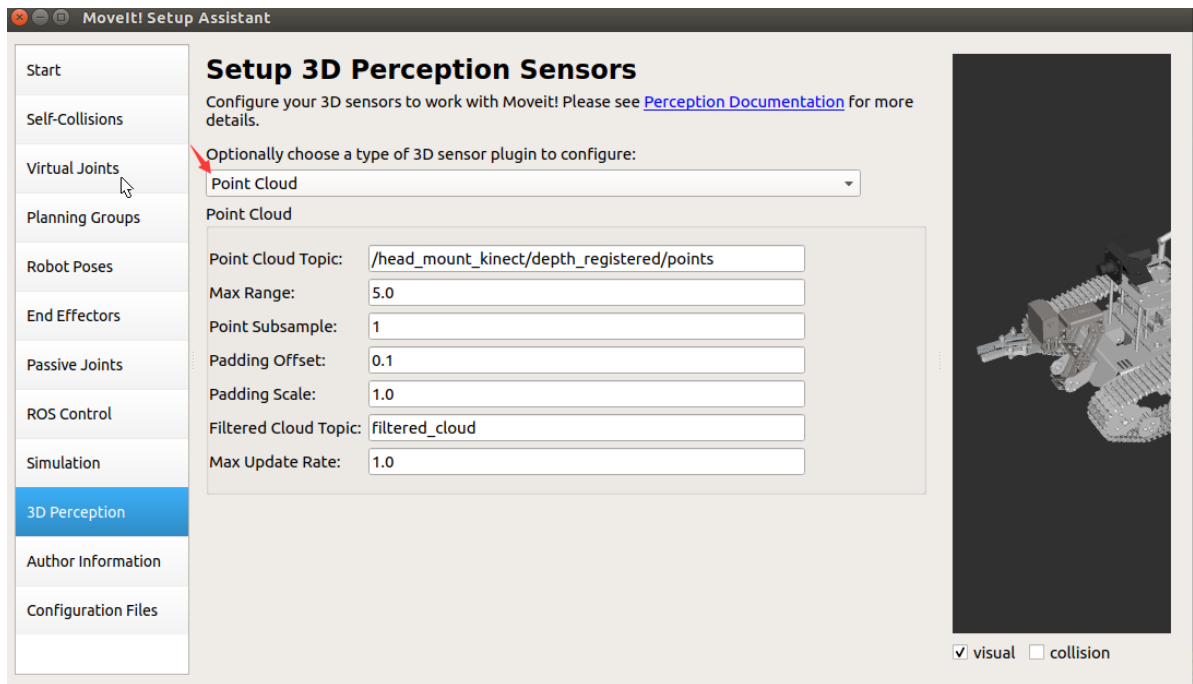 MoveIt! Setup Assistant
Start
Self-Collisions
Virtual Joints
Planning Groups
Robot Poses
End Effectors
Passive Joints
ROS Control
Simulation
3D Perception
Author Information
Configuration Files
Setup 3D Perception Sensors
Configure your 3D sensors to work with Moveit! Please see Perception Documentation for more
details.
Optionally choose a type of 3D sensor plugin to configure:
Point Cloud
Point Cloud
Point Cloud Topic: /head_mount_kinect/depth_registered/points
Max Range: 5.0
Point Subsample: 1
Padding Offset: 0.1
Padding Scale: 1.0
Filtered Cloud Topic: filtered_cloud
Max Update Rate: 1.0
visual collision